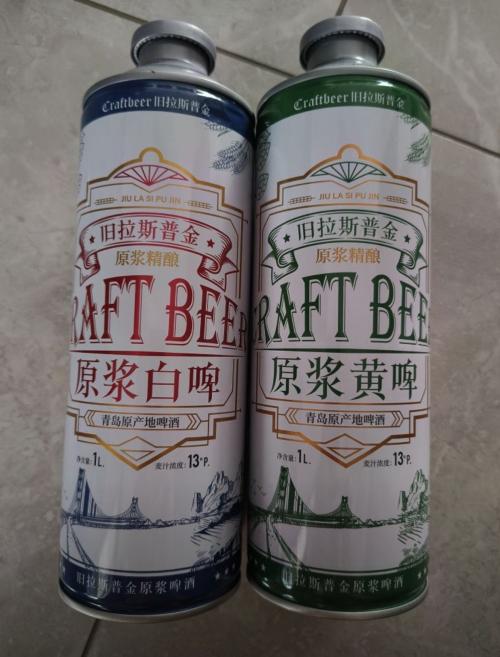 Craftbeer 旧拉斯普金
JIU LA SI PU JIN
旧拉斯普金
原浆精酿
RAFT BEER
原浆白啤
青岛原产地啤酒
净含量:1L. 麦汁浓度:13°P.
旧拉斯普金原浆啤酒
Craftbeer 旧拉斯普金
JIU LA SI PU JIN
旧拉斯普金
原浆精酿
RAFT BEE
原浆黄啤
青岛原产地啤酒
净含量:1L. 麦汁浓度:13°P.
旧拉斯普金原浆啤酒